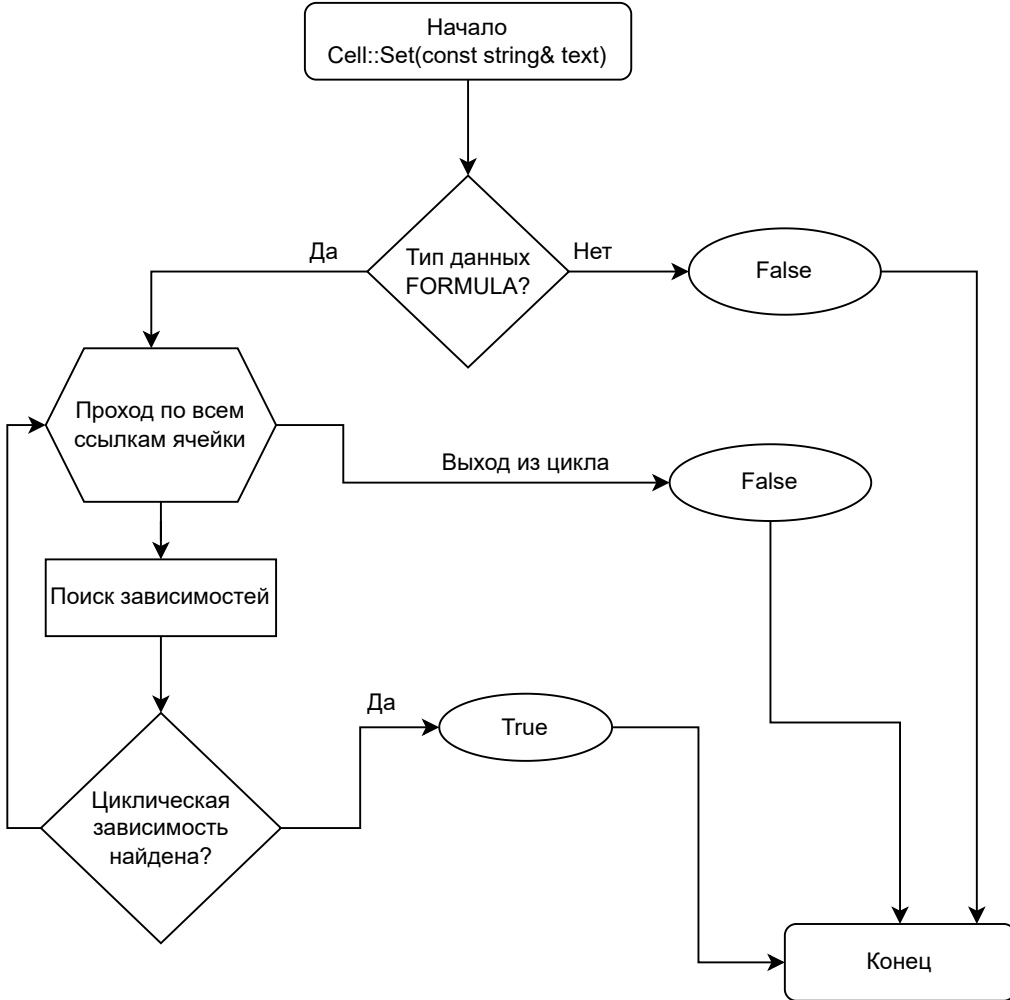 Начало
Cell::Set(const string& text)
Да
Тип данных
FORMULA?
Нет
False
Проход по всем
ссылкам ячейки
Выход из цикла
False
Поиск зависимостей
Да
True
Циклическая
зависимость
найдена?
Конец